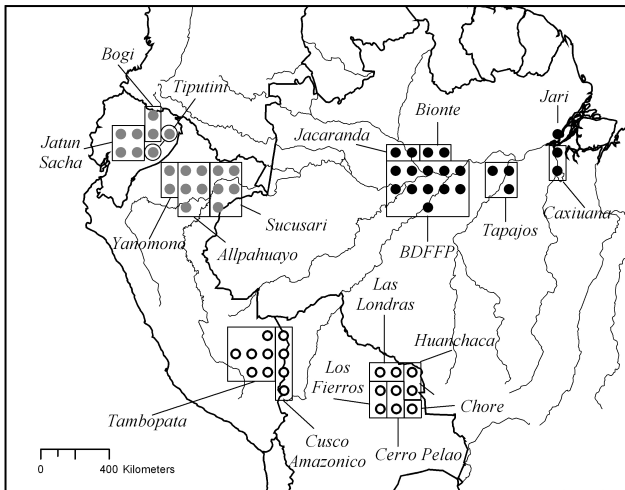 Bogi
Tiputini
Jatun
Sacha
Yanomono
Allpahuayo
Sucusari
Jacaranda
Bionte
BDFFP
Tapajos
Jari
Caxiuana
Las
Londras
Huanchaca
Los
Fierros
Chore
Cerro Pelao
Tambopata
Cusco
Amazonico
0 400 Kilometers